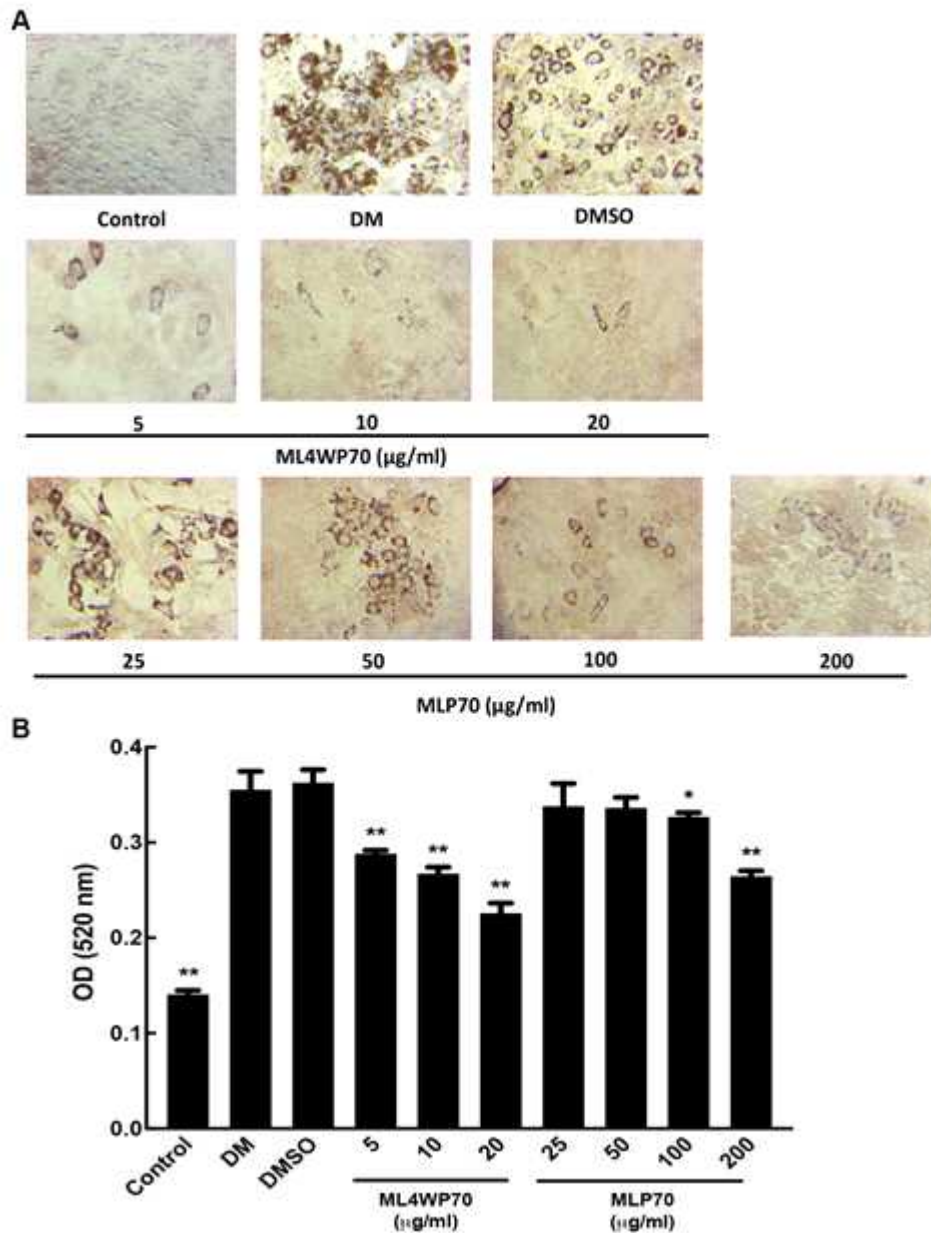 A
Control DM DMSO
5 10 20
ML4WP70 (µg/ml)
25 50 100 200
MLP70 (µg/ml)
B
0.4
0.3
0.2
0.1
0.0
OD (520 nm)
** ** ** ** * **
Control DM DMSO 5 10 20 25 50 100 200
ML4WP70 MLP70
(µg/ml) (µg/ml)